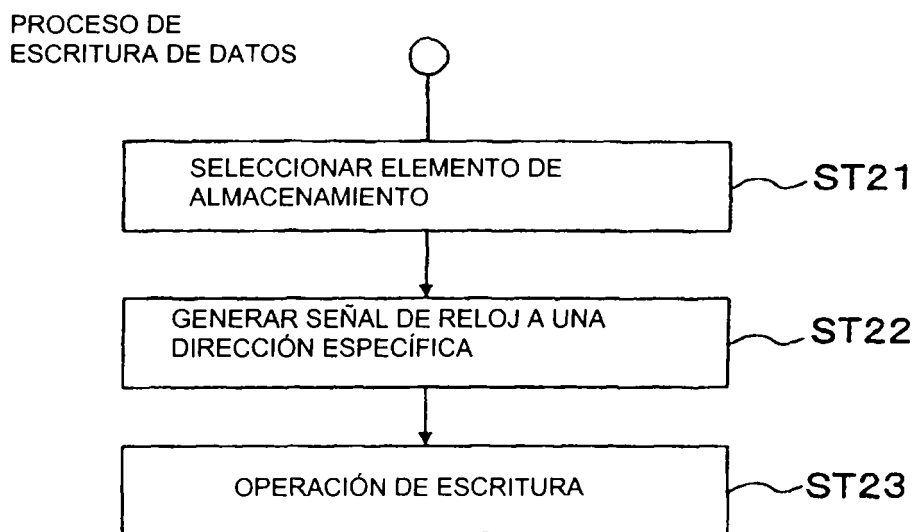 PROCESO DE
ESCRITURA DE DATOS
SELECCIONAR ELEMENTO DE
ALMACENAMIENTO
ST21
GENERAR SEÑAL DE RELOJ A UNA
DIRECCIÓN ESPECÍFICA
ST22
OPERACIÓN DE ESCRITURA
ST23